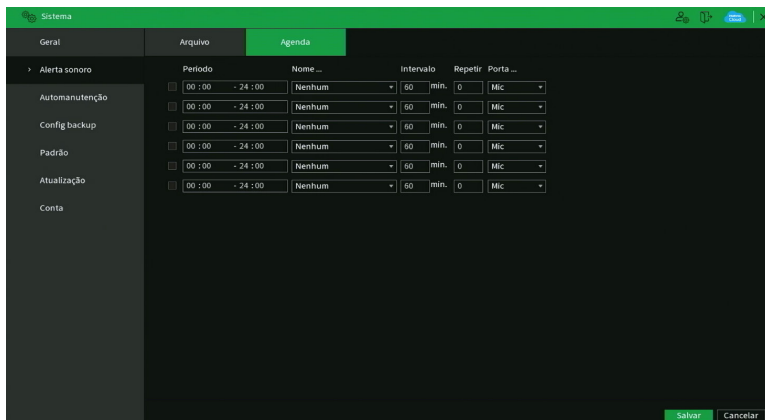 Sistema
Geral
Arquivo
Agenda
Alerta sonoro
Automanutenção
Config backup
Padrão
Atualização
Conta
Período Nome ... Intervalo Repetir Porta ...
00 : 00 - 24 : 00 Nenhum 60 min. 0 Mic
00 : 00 - 24 : 00 Nenhum 60 min. 0 Mic
00 : 00 - 24 : 00 Nenhum 60 min. 0 Mic
00 : 00 - 24 : 00 Nenhum 60 min. 0 Mic
00 : 00 - 24 : 00 Nenhum 60 min. 0 Mic
00 : 00 - 24 : 00 Nenhum 60 min. 0 Mic
Salvar Cancelar